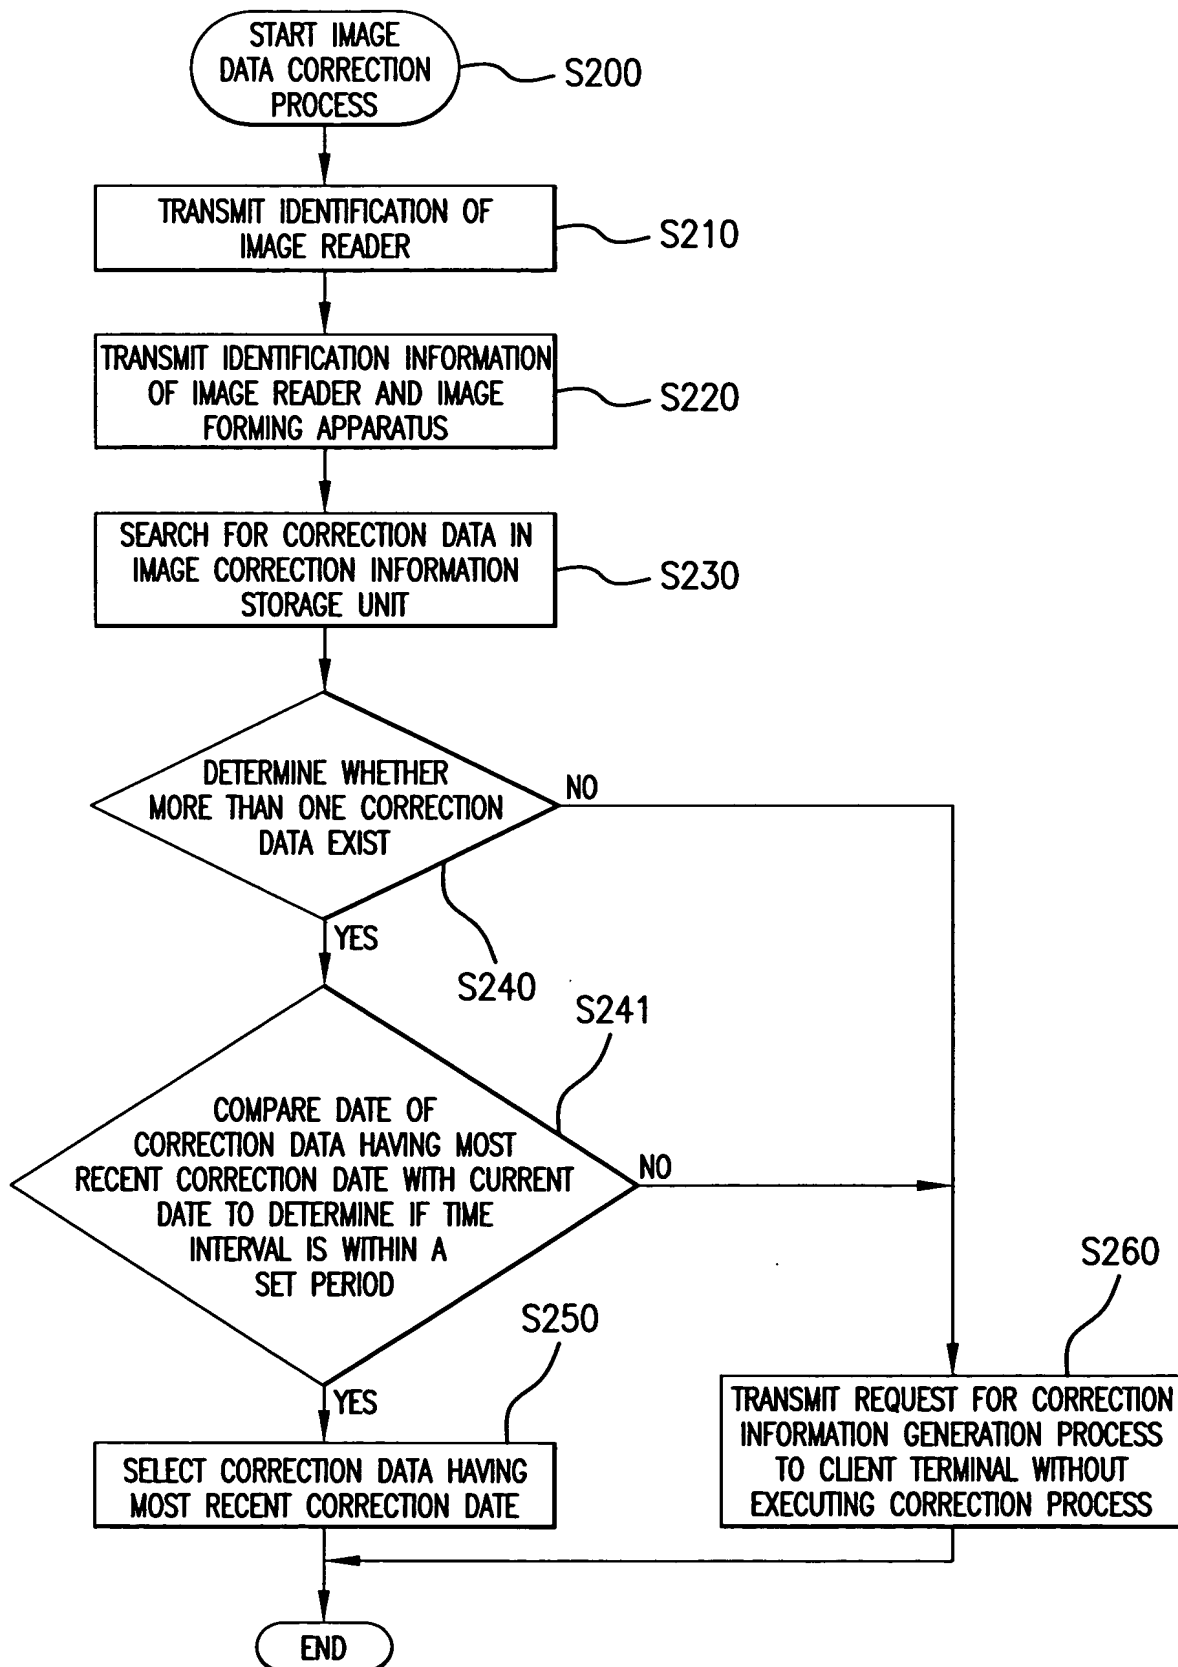 START IMAGE
DATA CORRECTION
PROCESS
S200
TRANSMIT IDENTIFICATION OF
IMAGE READER
S210
TRANSMIT IDENTIFICATION INFORMATION
OF IMAGE READER AND IMAGE
FORMING APPARATUS
S220
SEARCH FOR CORRECTION DATA IN
IMAGE CORRECTION INFORMATION
STORAGE UNIT
S230
DETERMINE WHETHER
MORE THAN ONE CORRECTION
DATA EXIST
NO
YES
S240
S241
COMPARE DATE OF
CORRECTION DATA HAVING MOST
RECENT CORRECTION DATE WITH CURRENT
DATE TO DETERMINE IF TIME
INTERVAL IS WITHIN A
SET PERIOD
NO
YES
S250
SELECT CORRECTION DATA HAVING
MOST RECENT CORRECTION DATE
S260
TRANSMIT REQUEST FOR CORRECTION
INFORMATION GENERATION PROCESS
TO CLIENT TERMINAL WITHOUT
EXECUTING CORRECTION PROCESS
END